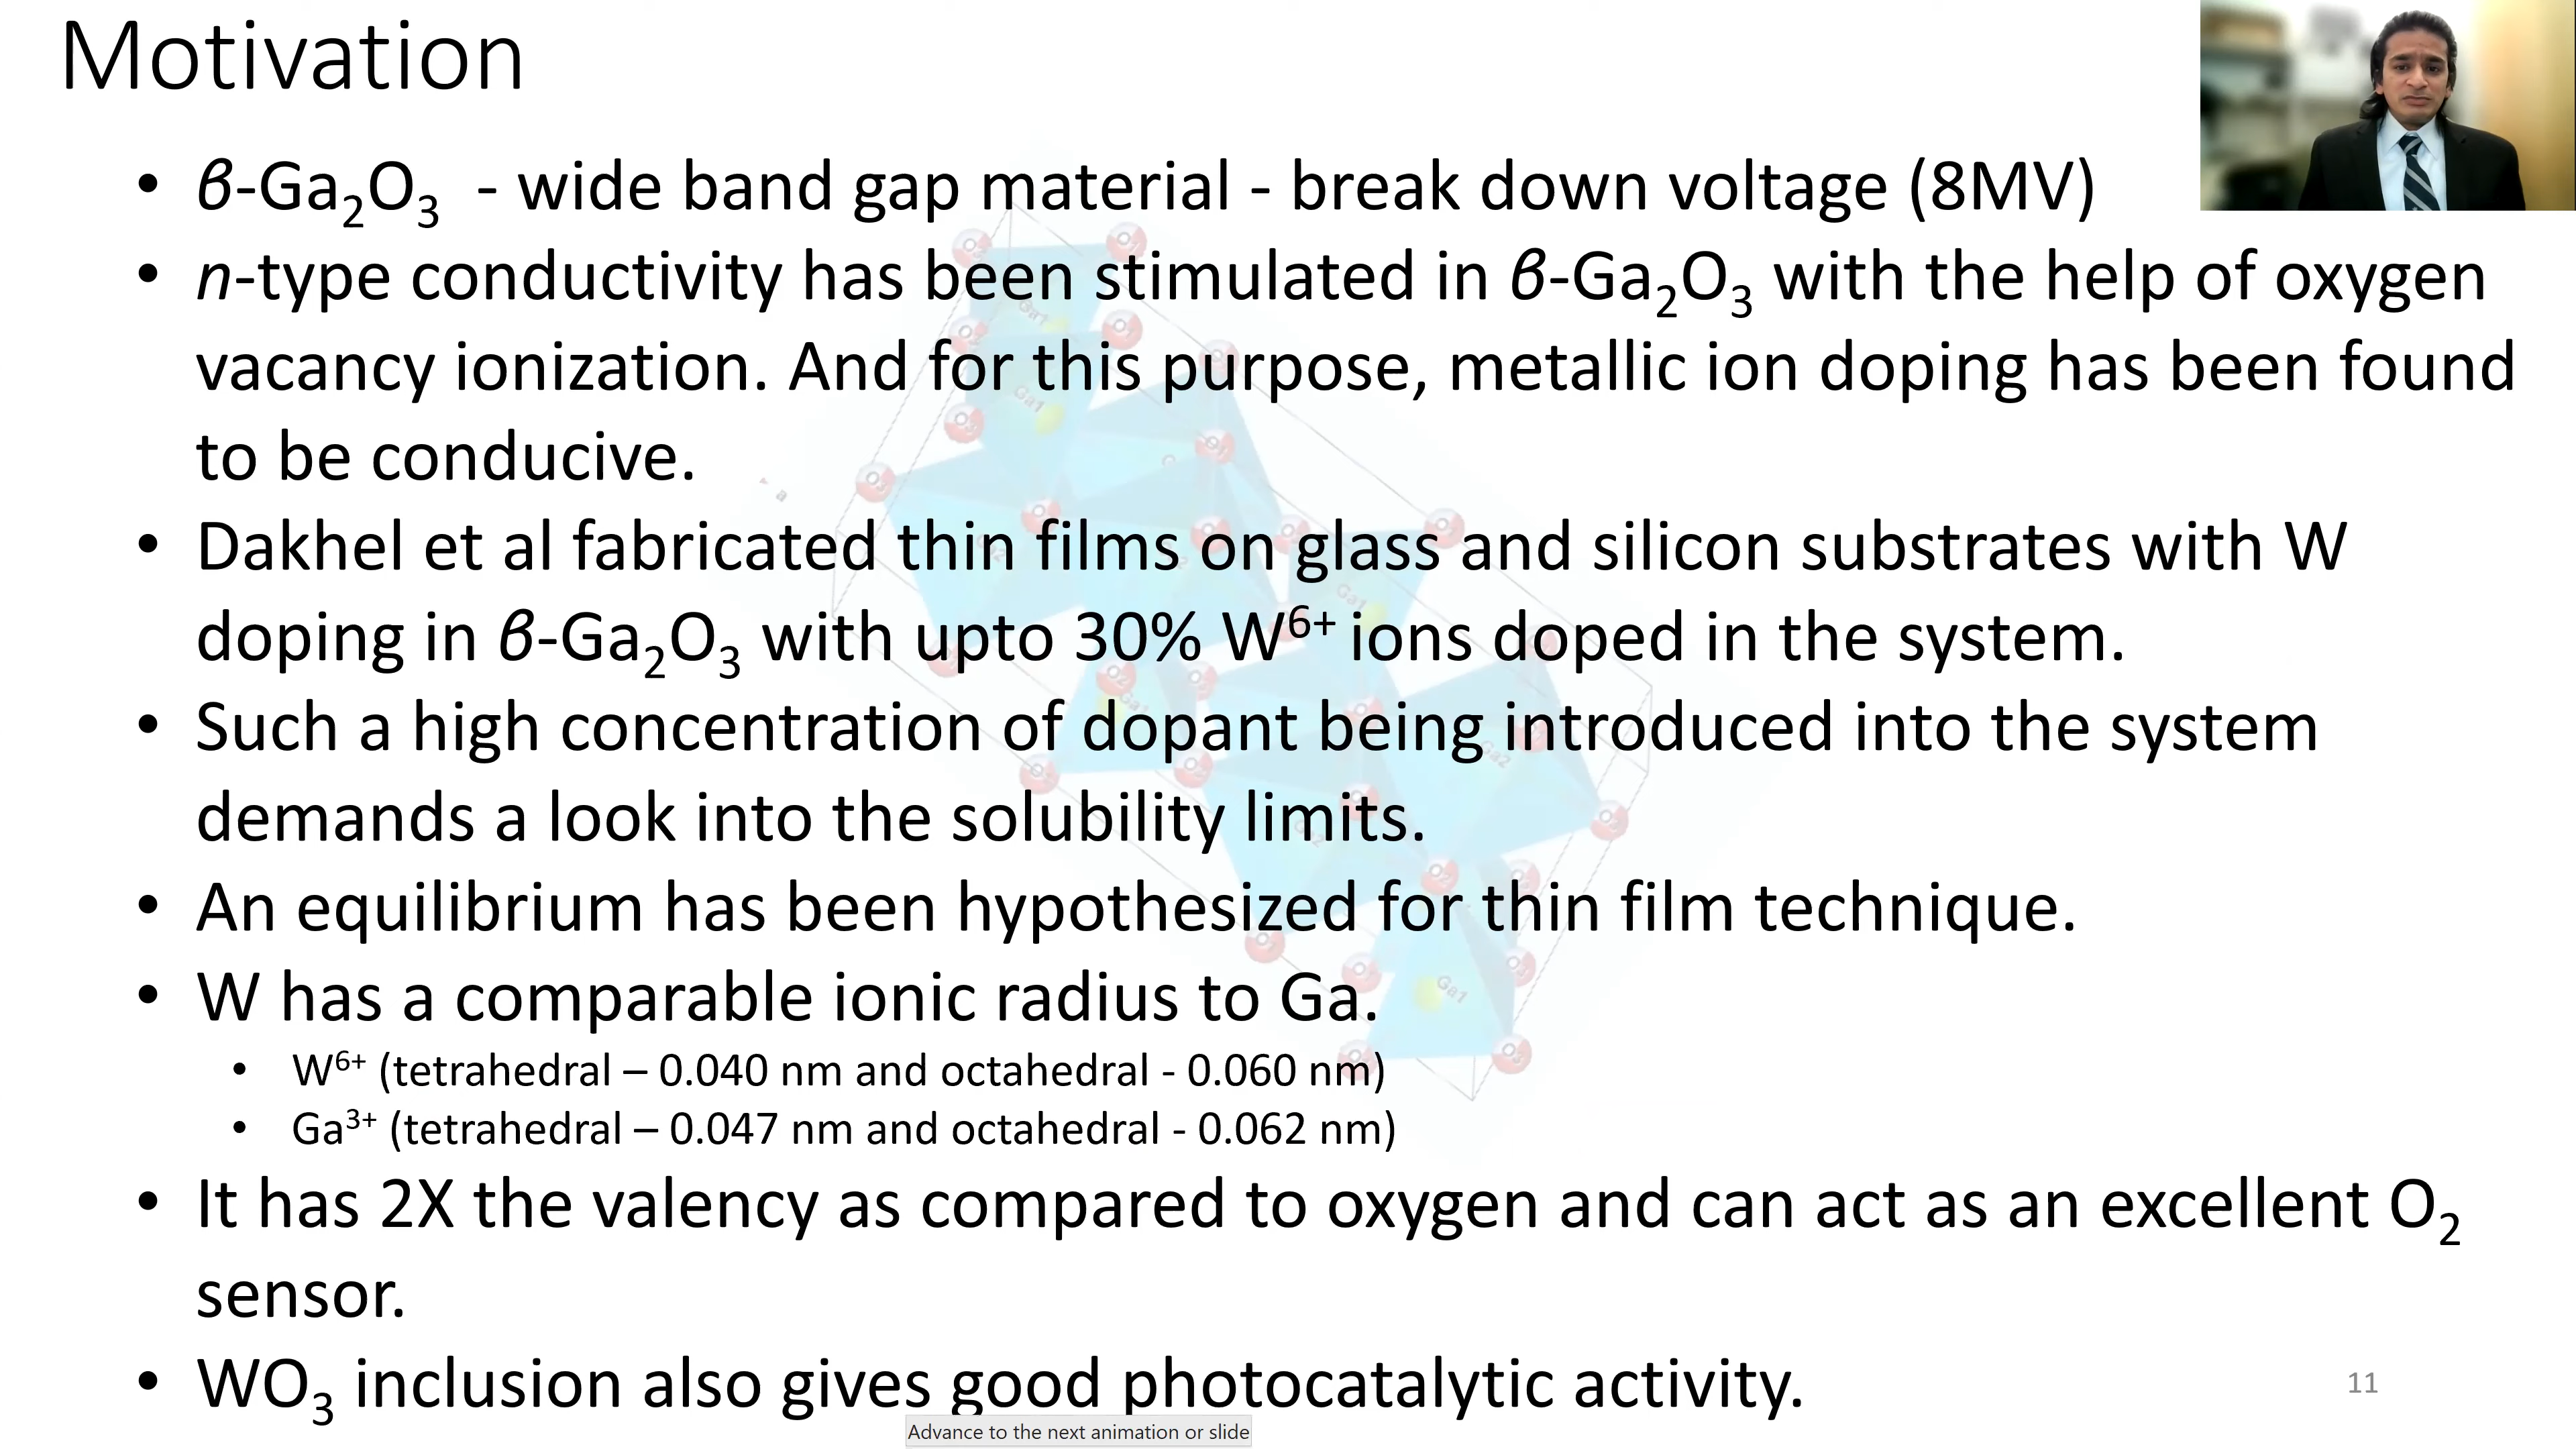 Motivation
• β-Ga₂O₃ - wide band gap material - break down voltage (8MV)
• n-type conductivity has been stimulated in β-Ga₂O₃ with the help of oxygen
vacancy ionization. And for this purpose, metallic ion doping has been found
to be conducive.
• Dakhel et al fabricated thin films on glass and silicon substrates with W
doping in β-Ga₂O₃ with upto 30% W⁶⁺ ions doped in the system.
• Such a high concentration of dopant being introduced into the system
demands a look into the solubility limits.
• An equilibrium has been hypothesized for thin film technique.
• W has a comparable ionic radius to Ga.
• W⁶⁺ (tetrahedral – 0.040 nm and octahedral - 0.060 nm)
• Ga³⁺ (tetrahedral – 0.047 nm and octahedral - 0.062 nm)
• It has 2X the valency as compared to oxygen and can act as an excellent O₂
sensor.
• WO₃ inclusion also gives good photocatalytic activity.
11
Advance to the next animation or slide